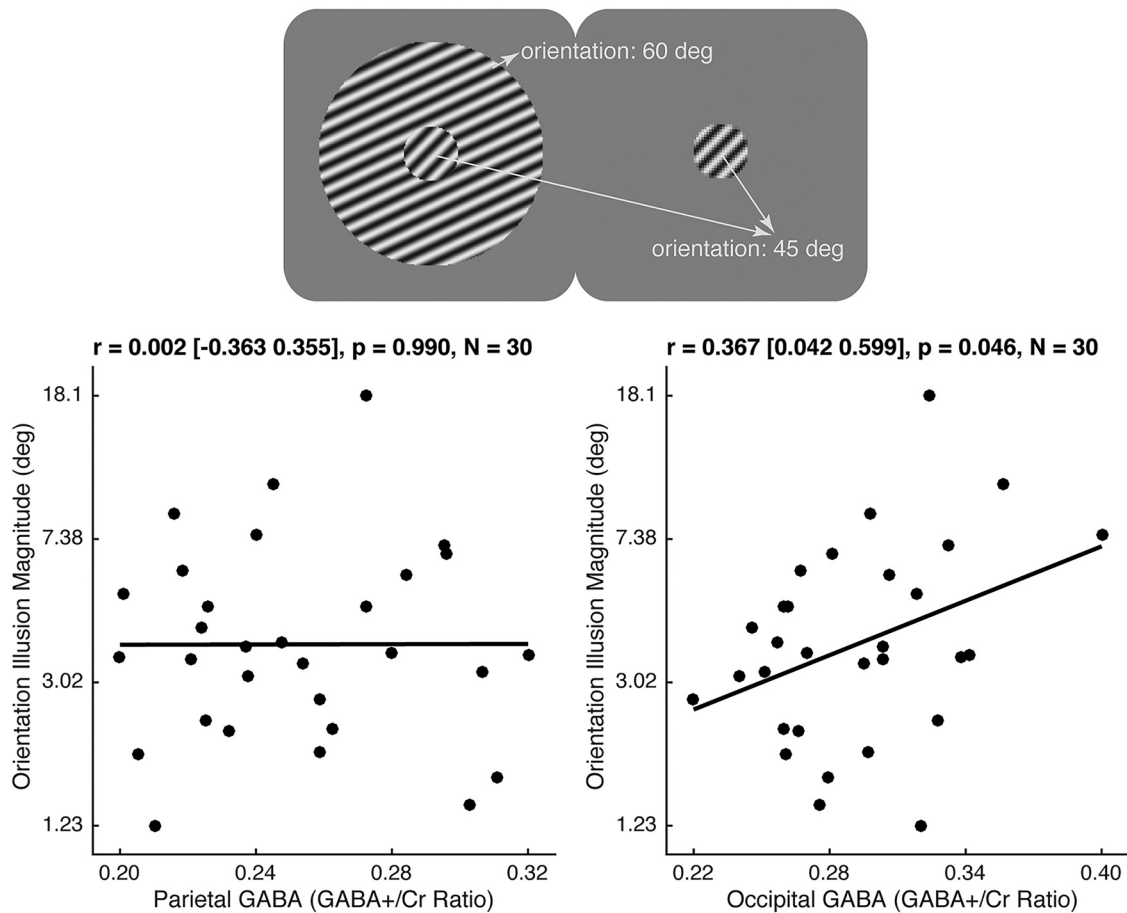 orientation: 60 deg
orientation: 45 deg
r = 0.002 [-0.363 0.355], p = 0.990, N = 30
Orientation Illusion Magnitude (deg)
18.1
7.38
3.02
1.23
0.20 0.24 0.28 0.32
Parietal GABA (GABA+/Cr Ratio)
r = 0.367 [0.042 0.599], p = 0.046, N = 30
Orientation Illusion Magnitude (deg)
18.1
7.38
3.02
1.23
0.22 0.28 0.34 0.40
Occipital GABA (GABA+/Cr Ratio)